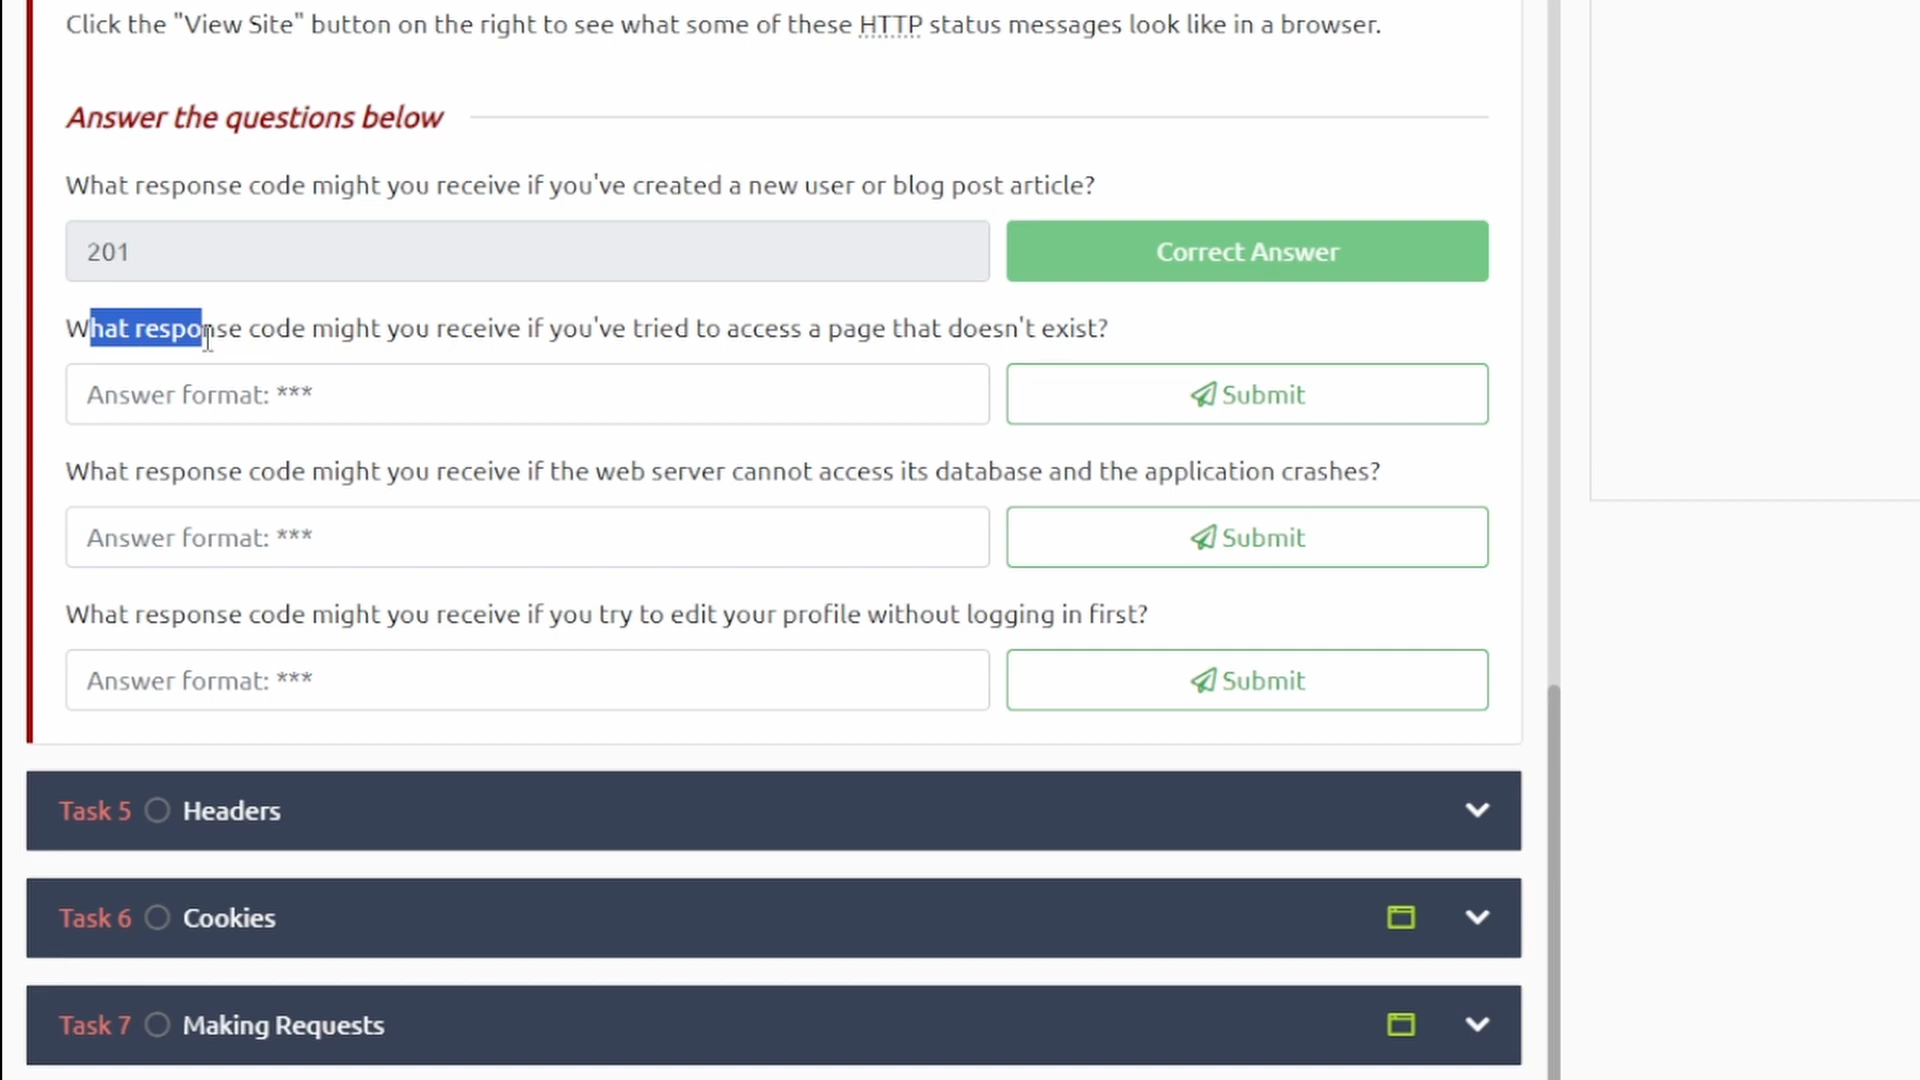 Click the "View Site" button on the right to see what some of these HTTP status messages look like in a browser.
Answer the questions below
What response code might you receive if you've created a new user or blog post article?
201
Correct Answer
What response code might you receive if you've tried to access a page that doesn't exist?
Answer format: ***
Submit
What response code might you receive if the web server cannot access its database and the application crashes?
Answer format: ***
Submit
What response code might you receive if you try to edit your profile without logging in first?
Answer format: ***
Submit
Task 5 Headers
Task 6 Cookies
Task 7 Making Requests